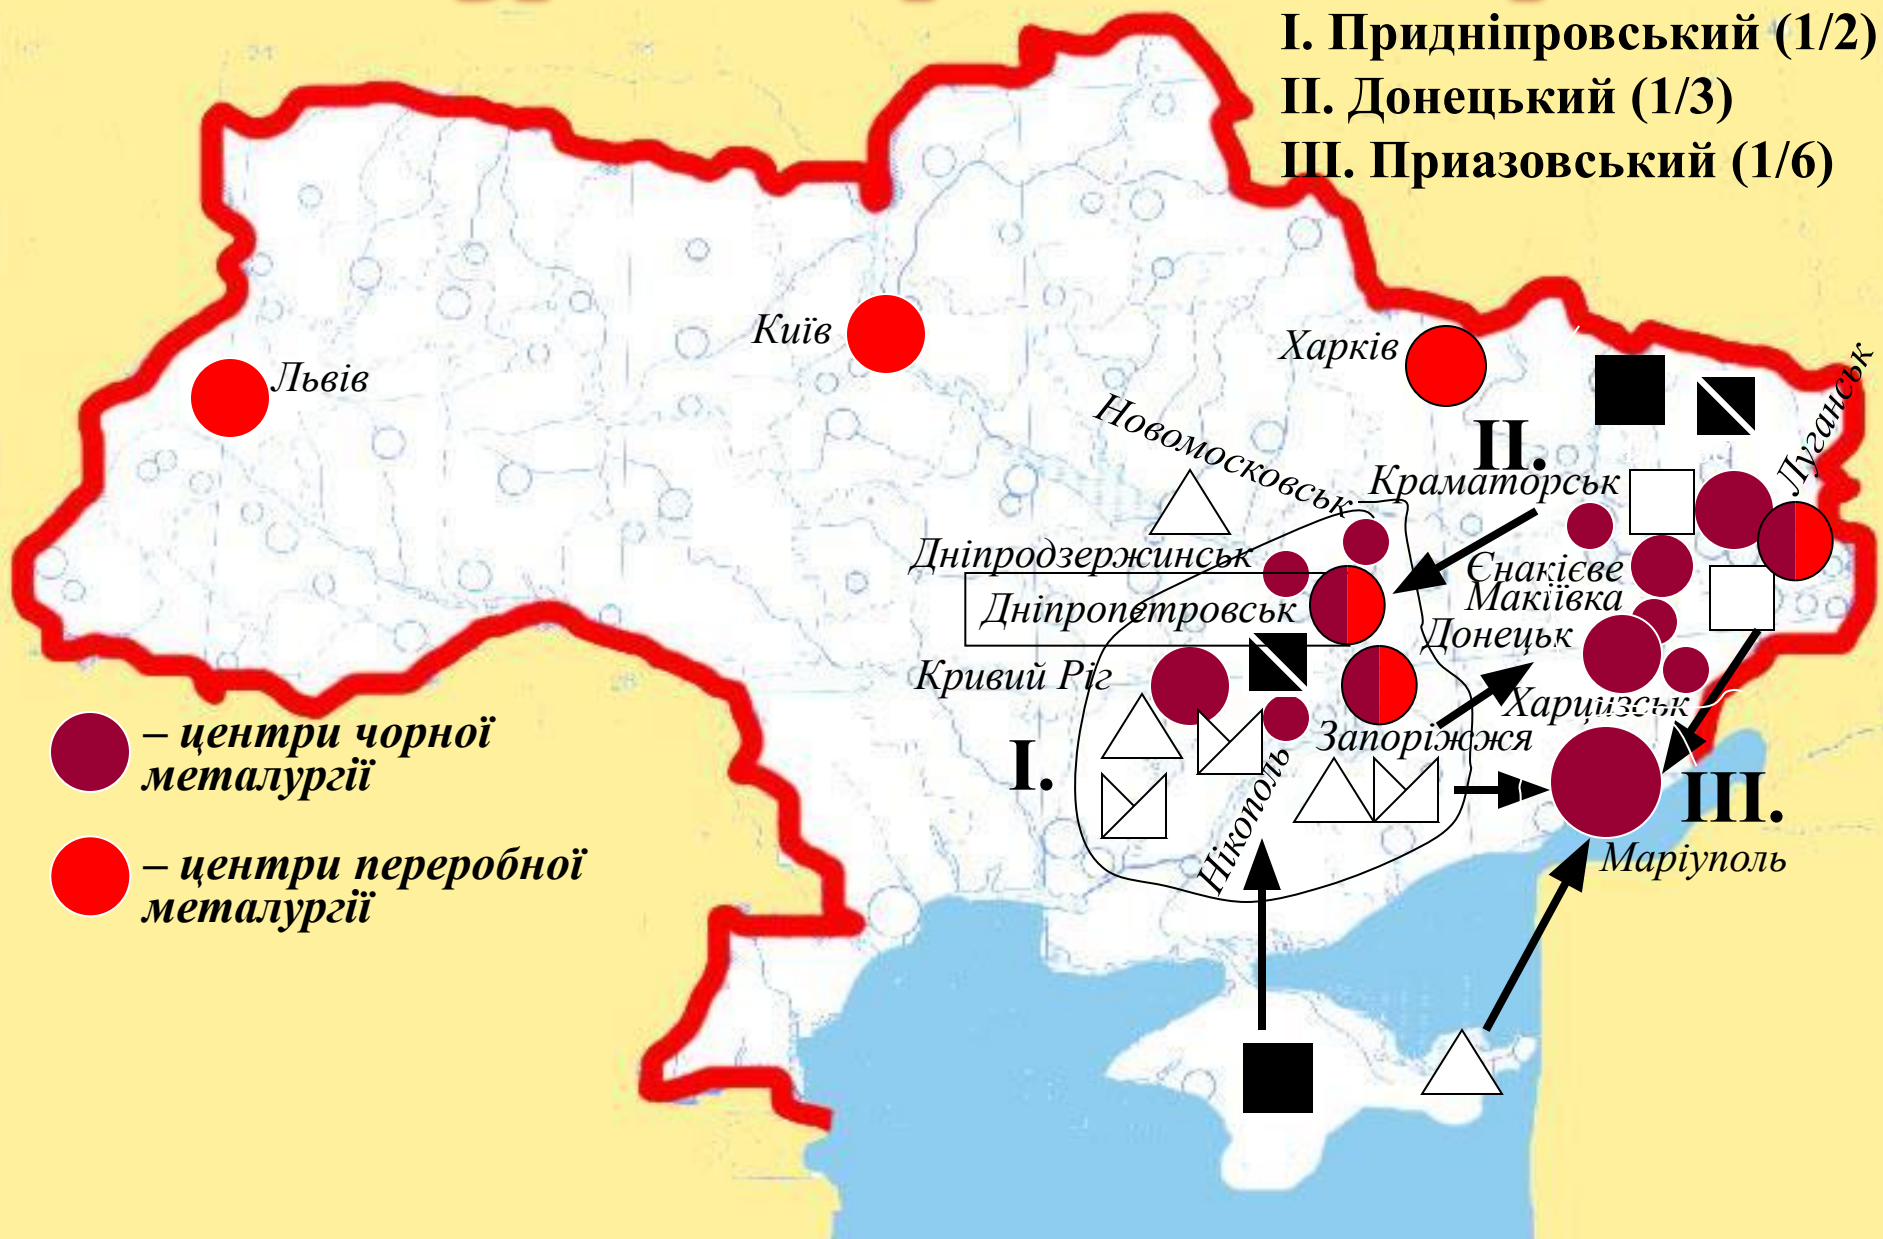 I. Придніпровський (1/2)
II. Донецький (1/3)
III. Приазовський (1/6)
Київ
Харків
Львів
Луганськ
Новомосковськ
II.
Краматорськ
Дніпродзержинськ
Єнакієве
Макіївка
Дніпропетровськ
Донецьк
Кривий Ріг
Харцизськ
Запоріжжя
– центри чорної
металургії
I.
III.
Нікополь
Маріуполь
– центри переробної
металургії